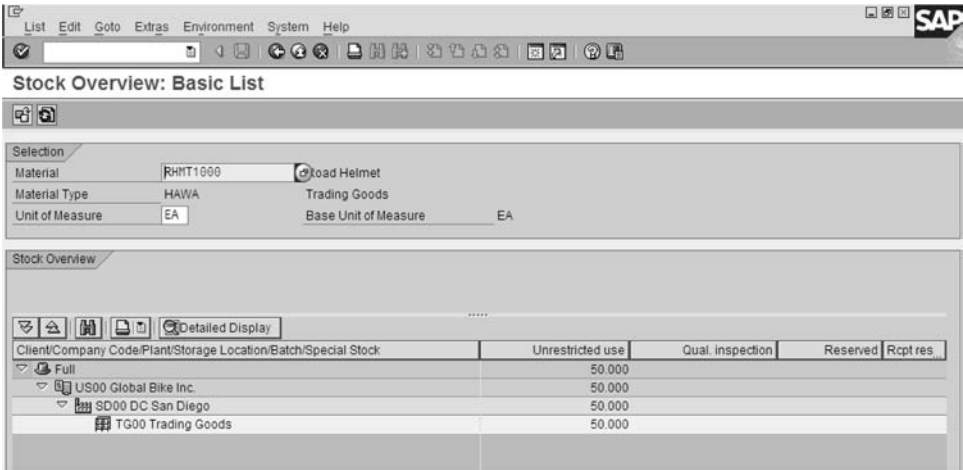 List Edit Goto Extras Environment System Help
SAP
Stock Overview: Basic List
Selection
Material RHMT1000 Road Helmet
Material Type HAWA Trading Goods
Unit of Measure EA Base Unit of Measure EA
Stock Overview
Detailed Display
Client/Company Code/Plant/Storage Location/Batch/Special Stock Unrestricted use Qual. inspection Reserved Rcpt res...
Full 50.000
US00 Global Bike Inc. 50.000
SD00 DC San Diego 50.000
TG00 Trading Goods 50.000